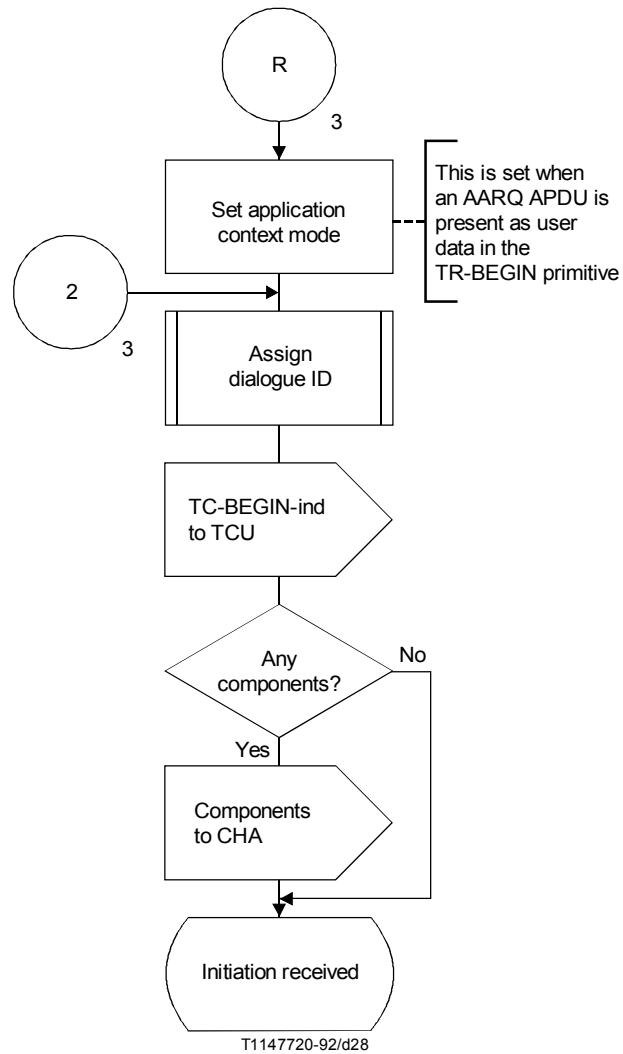 R
3
Set application
context mode
This is set when
an AARQ APDU is
present as user
data in the
TR-BEGIN primitive
2
3
Assign
dialogue ID
TC-BEGIN-ind
to TCU
Any
components?
No
Yes
Components
to CHA
Initiation received
T1147720-92/d28